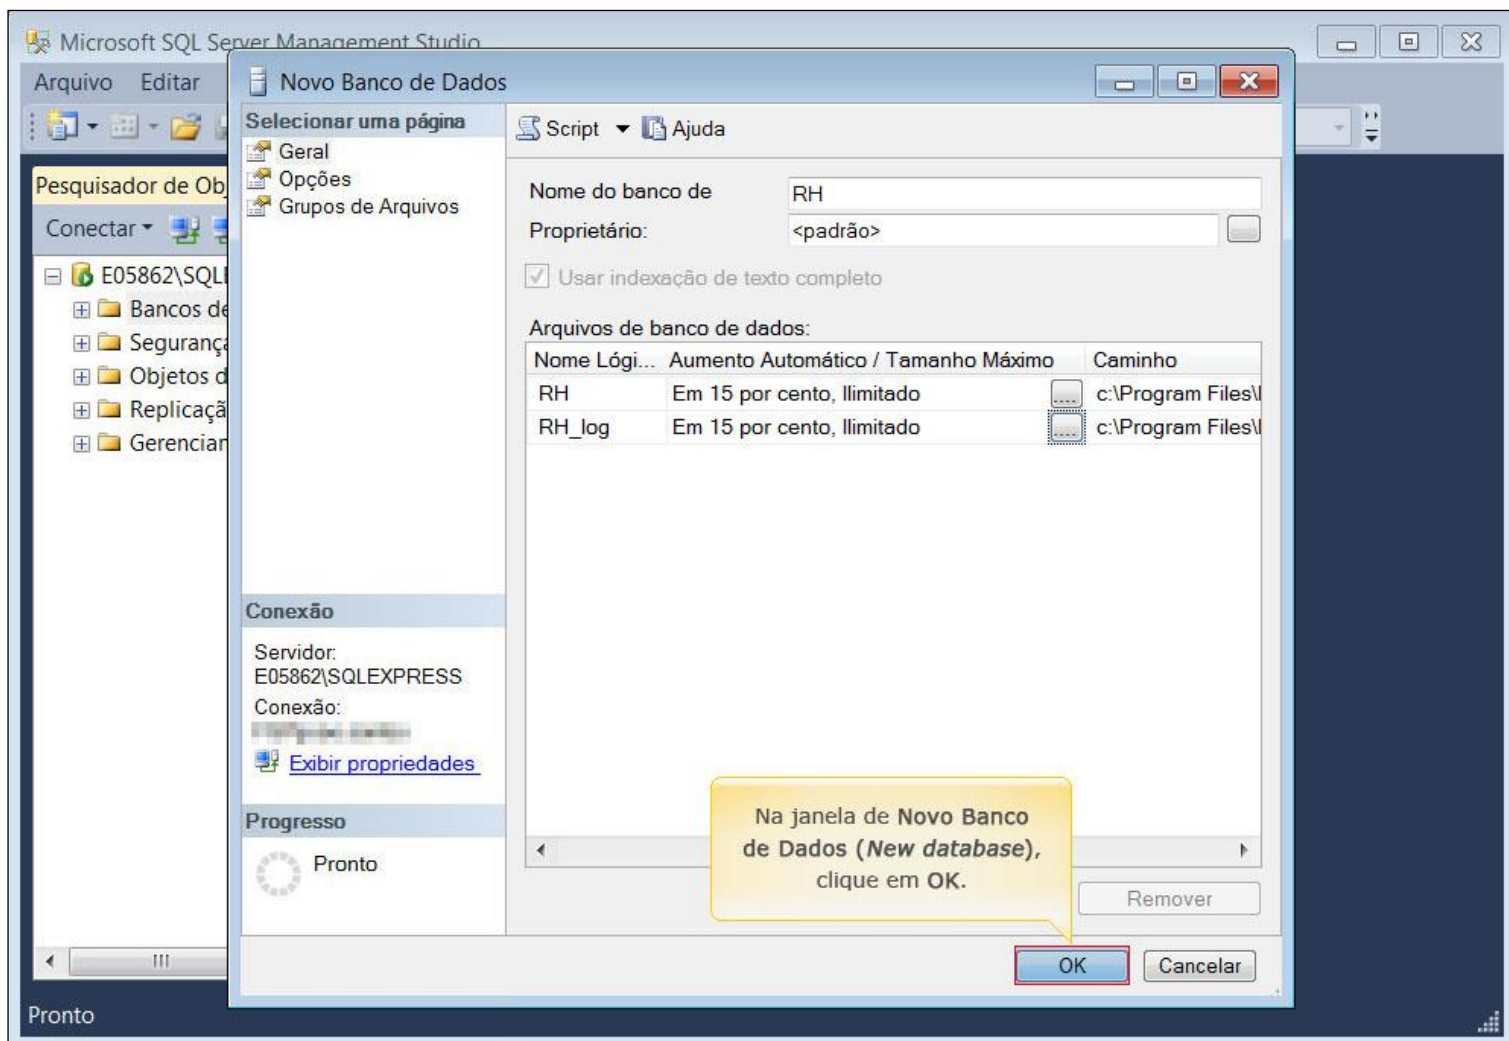 Microsoft SQL Server Management Studio
Arquivo Editar
Novo Banco de Dados
Selecionar uma página
Geral
Opções
Grupos de Arquivos
Script Ajuda
Pesquisador de Ob
Conectar
E05862\SQL
Bancos de
Segurança
Objetos d
Replicaçã
Gerencian
Nome do banco de RH
Proprietário: <padrão>
Usar indexação de texto completo
Arquivos de banco de dados:
Nome Lógi... Aumento Automático / Tamanho Máximo Caminho
RH Em 15 por cento, Ilimitado .... c:\Program Files\
RH_log Em 15 por cento, Ilimitado .... c:\Program Files\
Conexão
Servidor:
E05862\SQLEXPRESS
Conexão:
Exibir propriedades
Progresso
Pronto
Na janela de Novo Banco
de Dados (New database),
clique em OK.
Remover
OK Cancelar
Pronto